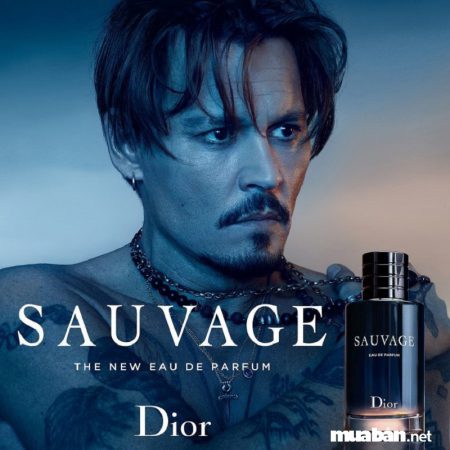 SAUVAGE
THE NEW EAU DE PARFUM
Dior
SAUVAGE
EAU DE PARFUM
Dior
muaban.net